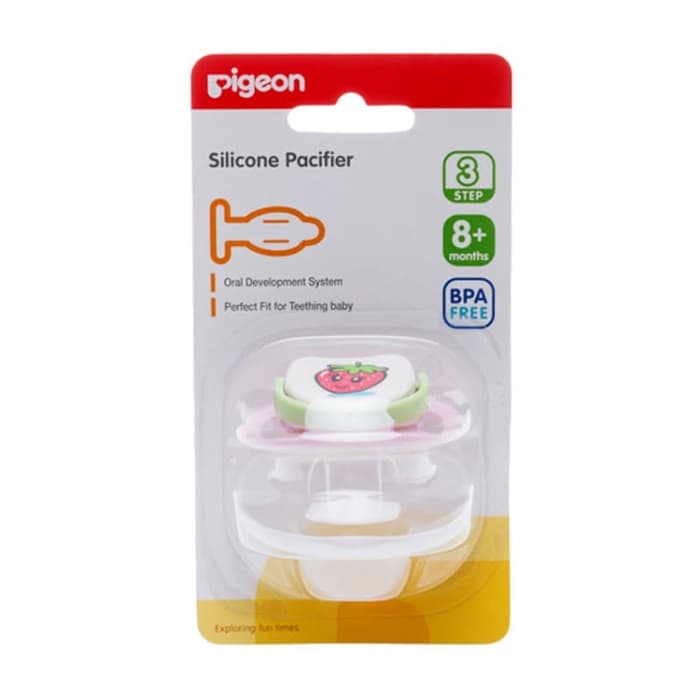 pigeon
Silicone Pacifier
3
STEP
8+
months
Oral Development System
Perfect Fit for Teething baby
BPA
FREE
Exploring fun times